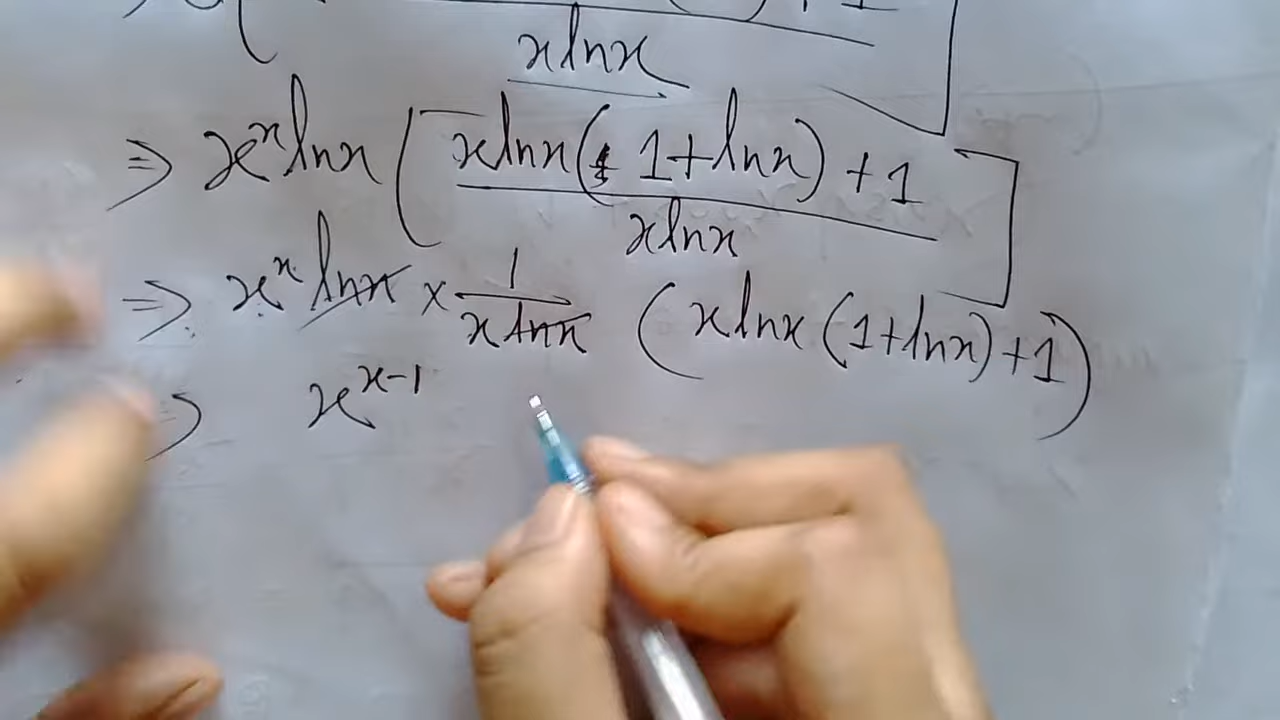 x ln x
⇒ x^x ln x [ x ln x (1 + ln x) + 1 / x ln x ]
⇒ x^x ln x × 1 / x ln x (x ln x (1 + ln x) + 1)
⇒ x^(x-1)